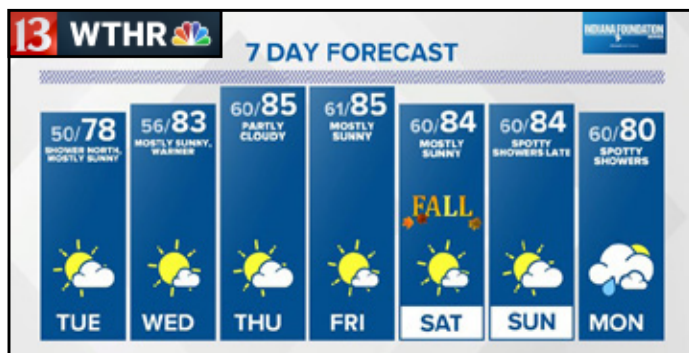 13 WTHR
INDIANA FOUNDATION
7 DAY FORECAST
50/78
SHOWER NORTH,
MOSTLY SUNNY
TUE
56/83
MOSTLY SUNNY,
WARMER
WED
60/85
PARTLY
CLOUDY
THU
61/85
MOSTLY
SUNNY
FRI
60/84
MOSTLY
SUNNY
FALL
SAT
60/84
SPOTTY
SHOWERS LATE
SUN
60/80
SPOTTY
SHOWERS
MON